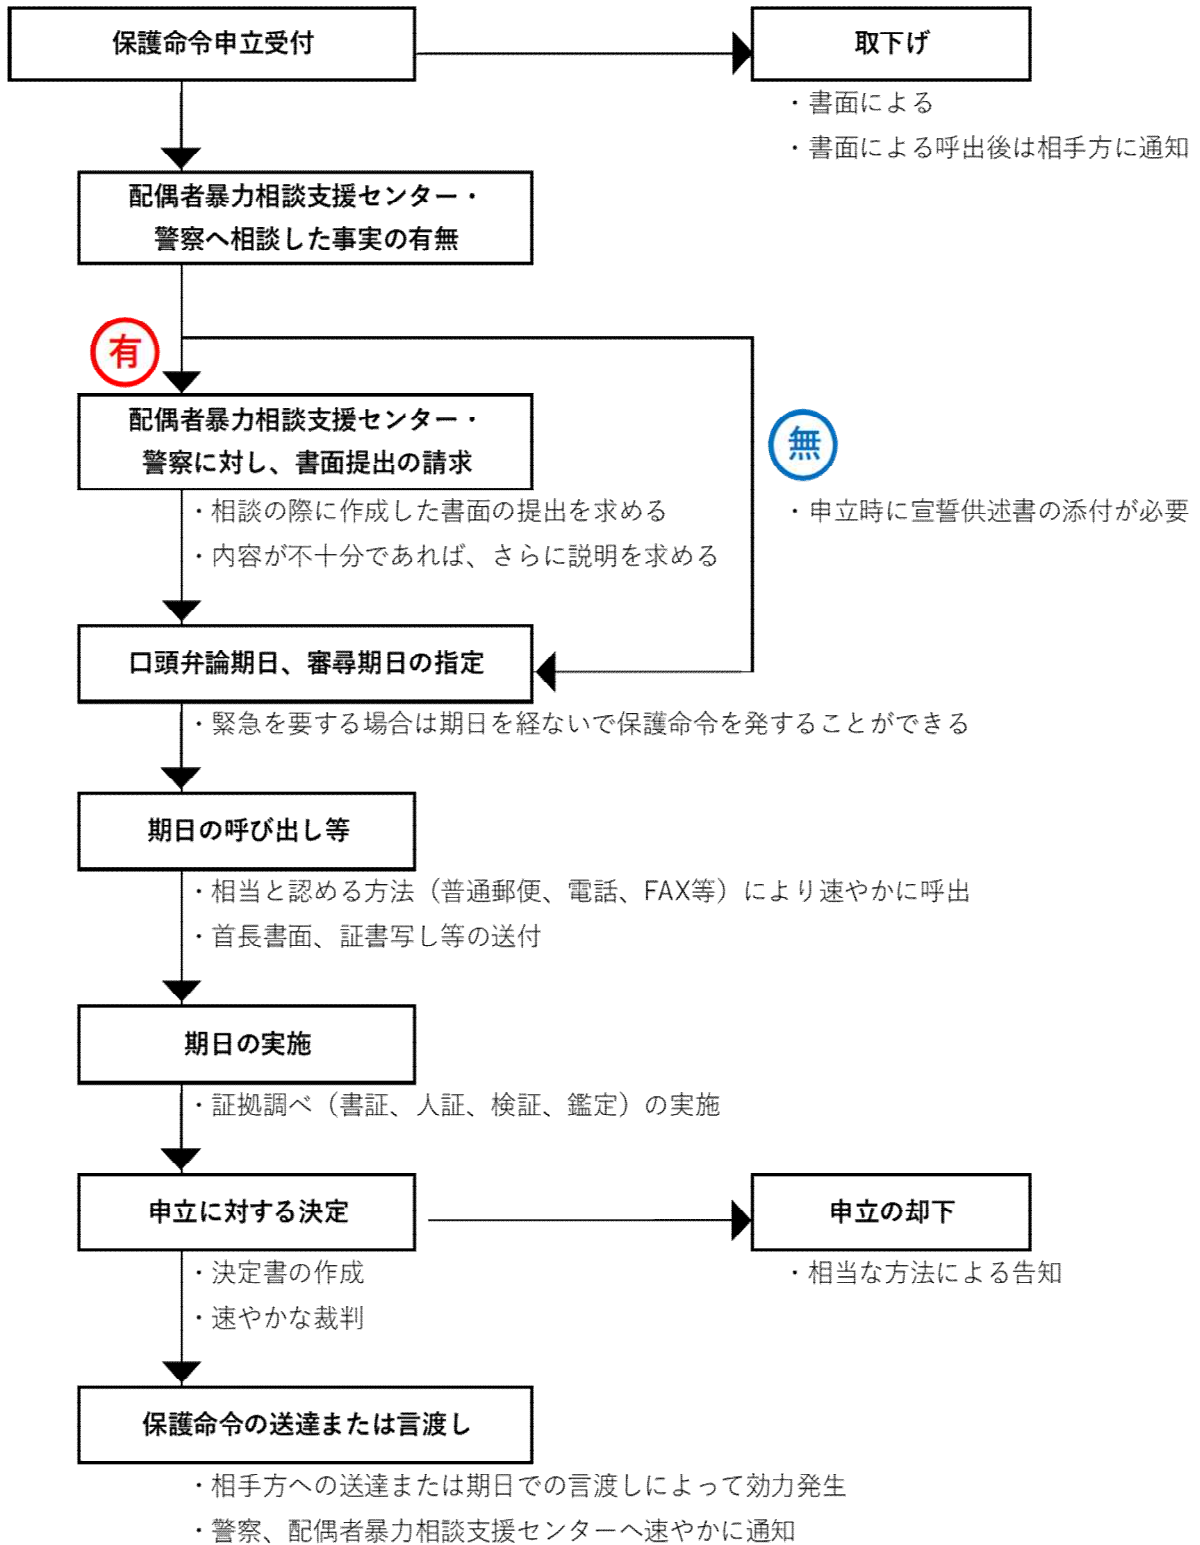 保護命令申立受付
取下げ
・書面による
・書面による呼出後は相手方に通知
配偶者暴力相談支援センター・
警察へ相談した事実の有無
有
配偶者暴力相談支援センター・
警察に対し、書面提出の請求
無
・相談の際に作成した書面の提出を求める
・内容が不十分であれば、さらに説明を求める
・申立時に宣誓供述書の添付が必要
口頭弁論期日、審尋期日の指定
・緊急を要する場合は期日を経ないで保護命令を発することができる
期日の呼び出し等
・相当と認める方法（普通郵便、電話、FAX等）により速やかに呼出
・首長書面、証書写し等の送付
期日の実施
・証拠調べ（書証、人証、検証、鑑定）の実施
申立に対する決定
申立の却下
・決定書の作成
・速やかな裁判
・相当な方法による告知
保護命令の送達または言渡し
・相手方への送達または期日での言渡しによって効力発生
・警察、配偶者暴力相談支援センターへ速やかに通知